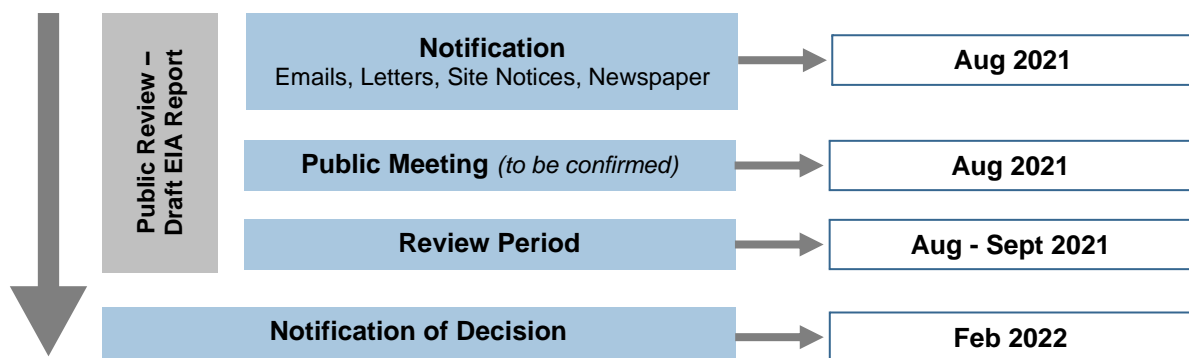 Public Review –
Draft EIA Report
Notification
Emails, Letters, Site Notices, Newspaper
Aug 2021
Public Meeting (to be confirmed)
Aug 2021
Review Period
Aug - Sept 2021
Notification of Decision
Feb 2022